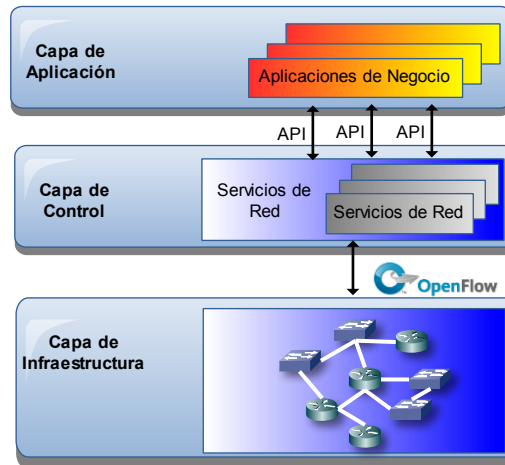 Capa de
Aplicación
Aplicaciones de Negocio
API
API
API
Capa de
Control
Servicios de
Red
Servicios de Red
OpenFlow
Capa de
Infraestructura